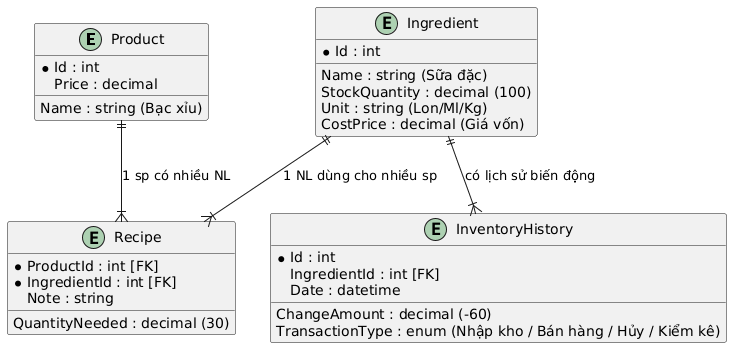 E Product
Id : int
Price : decimal
Name : string (Bạc xỉu)
E Ingredient
Id : int
Name : string (Sữa đặc)
StockQuantity : decimal (100)
Unit : string (Lon/Ml/Kg)
CostPrice : decimal (Giá vốn)
1 sp có nhiều NL
1 NL dùng cho nhiều sp
có lịch sử biến động
E Recipe
ProductId : int [FK]
IngredientId : int [FK]
Note : string
QuantityNeeded : decimal (30)
E InventoryHistory
Id : int
IngredientId : int [FK]
Date : datetime
ChangeAmount : decimal (-60)
TransactionType : enum (Nhập kho / Bán hàng / Hủy / Kiểm kê)